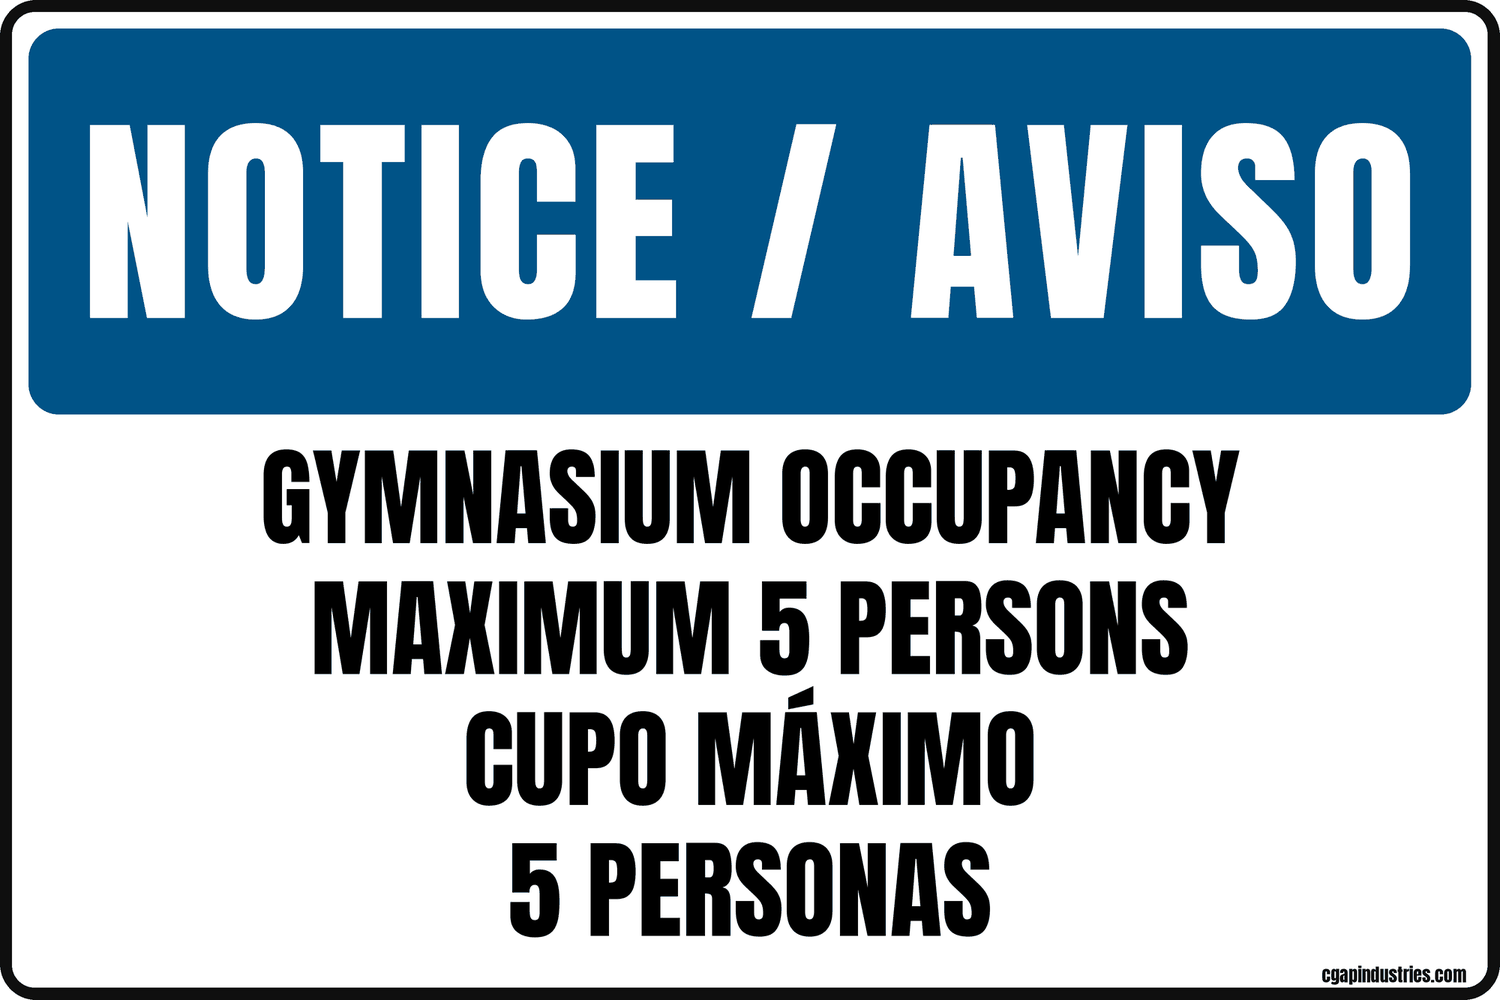 NOTICE / AVISO
GYMNASIUM OCCUPANCY
MAXIMUM 5 PERSONS
CUPO MÁXIMO
5 PERSONAS
cgapindustries.com